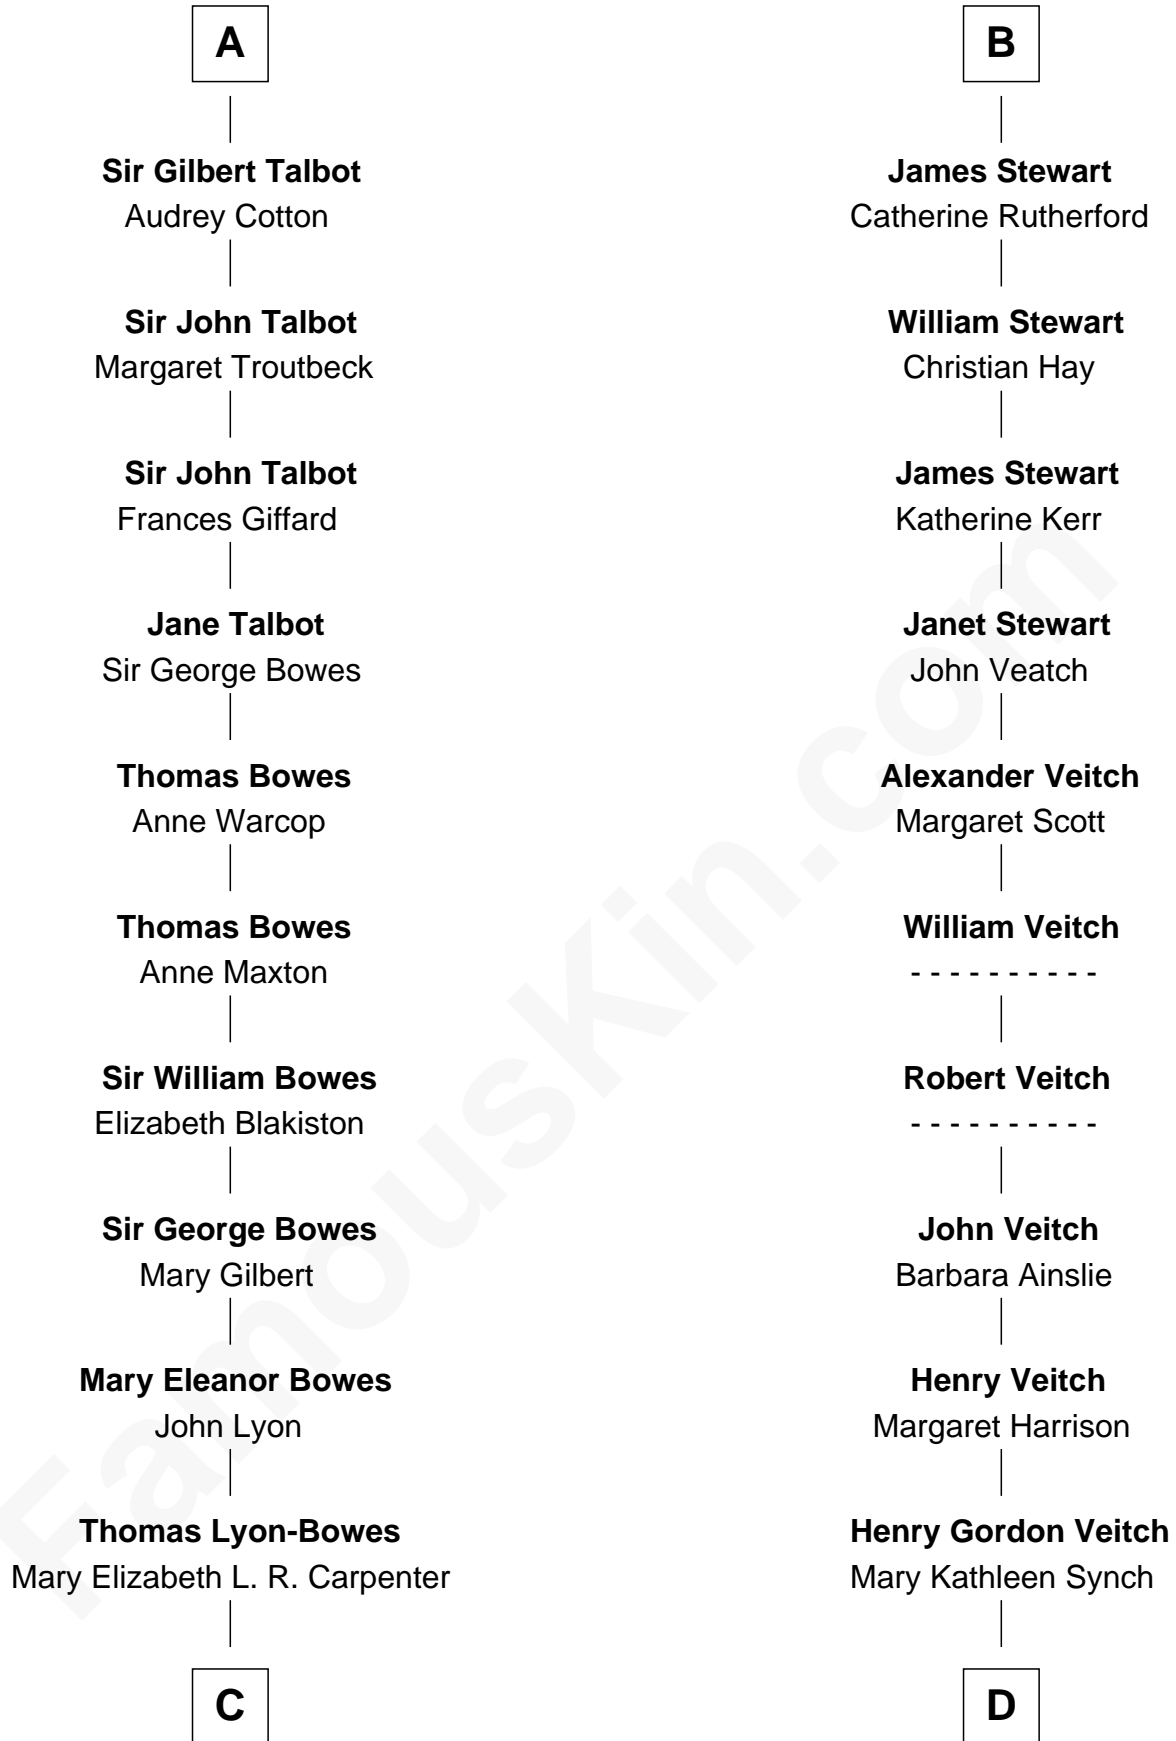 A
Sir Gilbert Talbot
Audrey Cotton
Sir John Talbot
Margaret Troutbeck
Sir John Talbot
Frances Giffard
Jane Talbot
Sir George Bowes
Thomas Bowes
Anne Warcop
Thomas Bowes
Anne Maxton
Sir William Bowes
Elizabeth Blakiston
Sir George Bowes
Mary Gilbert
Mary Eleanor Bowes
John Lyon
Thomas Lyon-Bowes
Mary Elizabeth L. R. Carpenter
C
B
James Stewart
Catherine Rutherford
William Stewart
Christian Hay
James Stewart
Katherine Kerr
Janet Stewart
John Veatch
Alexander Veitch
Margaret Scott
William Veitch
- - - - - - - - - -
Robert Veitch
- - - - - - - - - -
John Veitch
Barbara Ainslie
Henry Veitch
Margaret Harrison
Henry Gordon Veitch
Mary Kathleen Synch
D
FamousKin.com